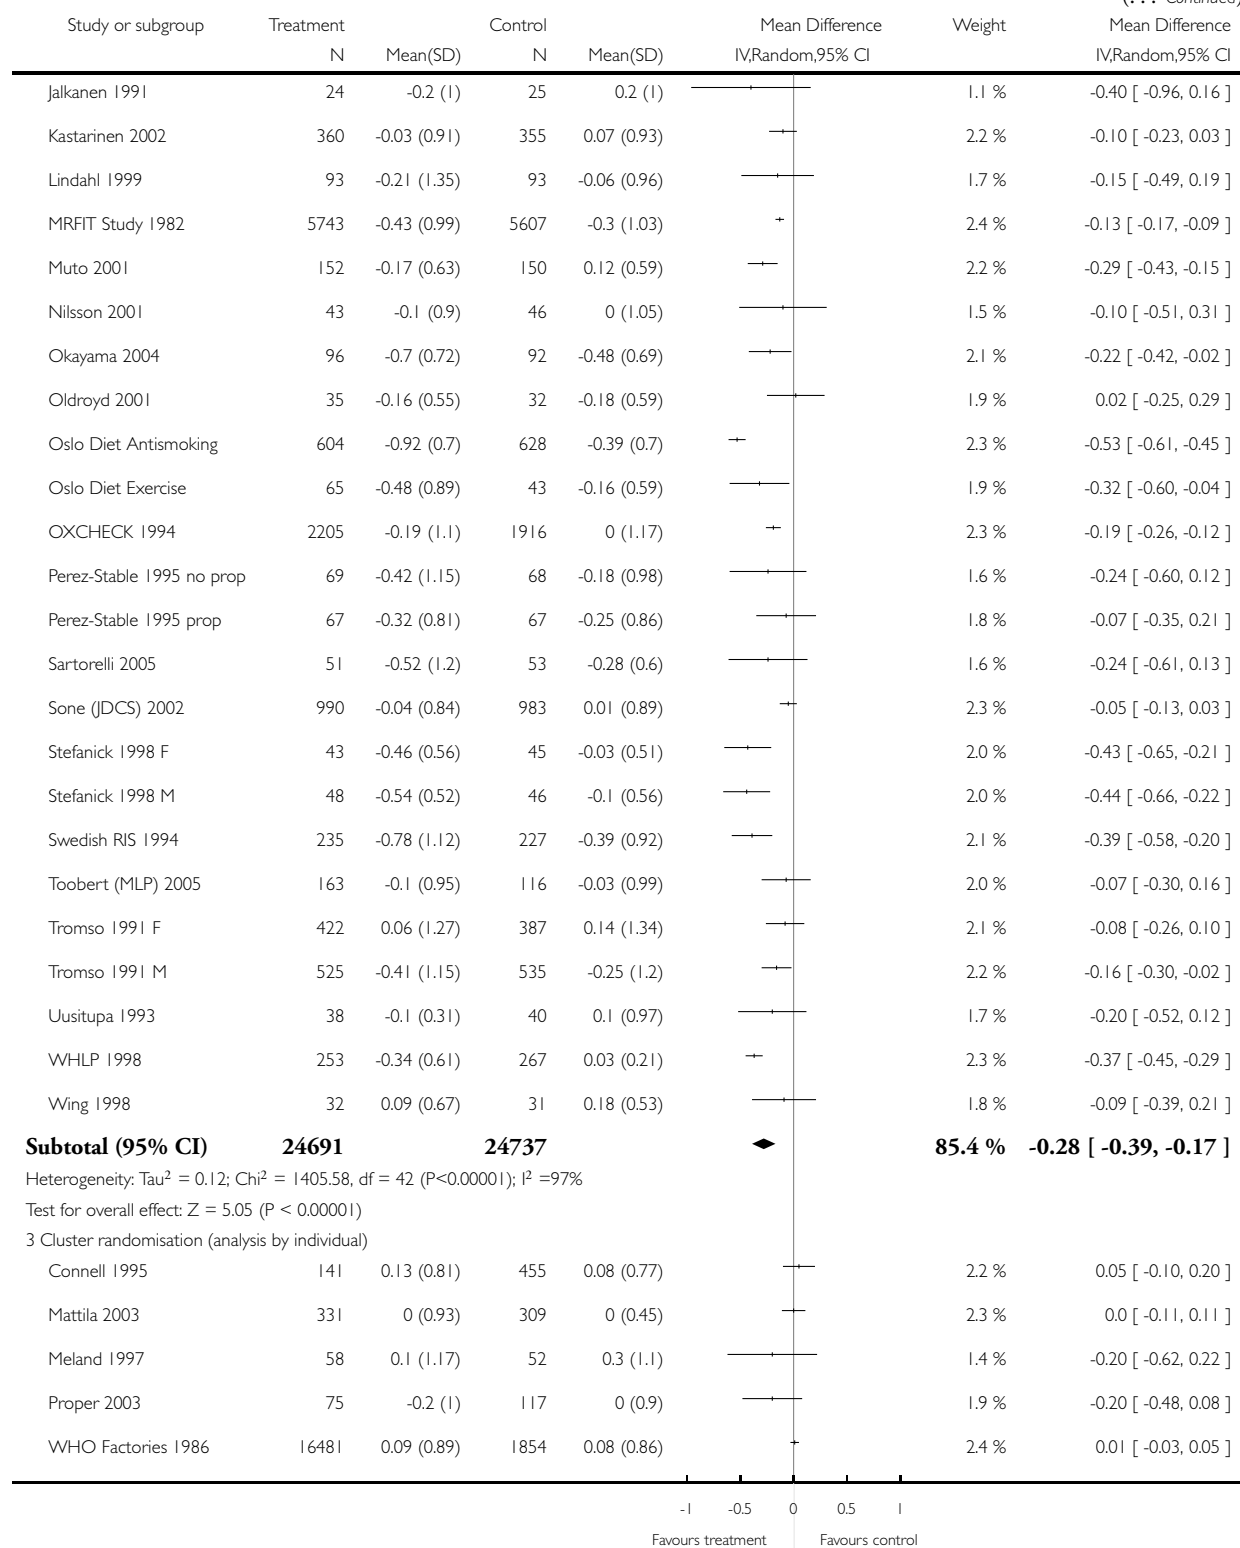 (... Continued)
Study or subgroup Treatment Control Mean Difference Weight Mean Difference
N Mean(SD) N Mean(SD) IV,Random,95% CI IV,Random,95% CI
Jalkanen 1991 24 -0.2 (1) 25 0.2 (1) 1.1 % -0.40 [ -0.96, 0.16 ]
Kastarinen 2002 360 -0.03 (0.91) 355 0.07 (0.93) 2.2 % -0.10 [ -0.23, 0.03 ]
Lindahl 1999 93 -0.21 (1.35) 93 -0.06 (0.96) 1.7 % -0.15 [ -0.49, 0.19 ]
MRFIT Study 1982 5743 -0.43 (0.99) 5607 -0.3 (1.03) 2.4 % -0.13 [ -0.17, -0.09 ]
Muto 2001 152 -0.17 (0.63) 150 0.12 (0.59) 2.2 % -0.29 [ -0.43, -0.15 ]
Nilsson 2001 43 -0.1 (0.9) 46 0 (1.05) 1.5 % -0.10 [ -0.51, 0.31 ]
Okayama 2004 96 -0.7 (0.72) 92 -0.48 (0.69) 2.1 % -0.22 [ -0.42, -0.02 ]
Oldroyd 2001 35 -0.16 (0.55) 32 -0.18 (0.59) 1.9 % 0.02 [ -0.25, 0.29 ]
Oslo Diet Antismoking 604 -0.92 (0.7) 628 -0.39 (0.7) 2.3 % -0.53 [ -0.61, -0.45 ]
Oslo Diet Exercise 65 -0.48 (0.89) 43 -0.16 (0.59) 1.9 % -0.32 [ -0.60, -0.04 ]
OXCHECK 1994 2205 -0.19 (1.1) 1916 0 (1.17) 2.3 % -0.19 [ -0.26, -0.12 ]
Perez-Stable 1995 no prop 69 -0.42 (1.15) 68 -0.18 (0.98) 1.6 % -0.24 [ -0.60, 0.12 ]
Perez-Stable 1995 prop 67 -0.32 (0.81) 67 -0.25 (0.86) 1.8 % -0.07 [ -0.35, 0.21 ]
Sartorelli 2005 51 -0.52 (1.2) 53 -0.28 (0.6) 1.6 % -0.24 [ -0.61, 0.13 ]
Sone (JDCS) 2002 990 -0.04 (0.84) 983 0.01 (0.89) 2.3 % -0.05 [ -0.13, 0.03 ]
Stefanick 1998 F 43 -0.46 (0.56) 45 -0.03 (0.51) 2.0 % -0.43 [ -0.65, -0.21 ]
Stefanick 1998 M 48 -0.54 (0.52) 46 -0.1 (0.56) 2.0 % -0.44 [ -0.66, -0.22 ]
Swedish RIS 1994 235 -0.78 (1.12) 227 -0.39 (0.92) 2.1 % -0.39 [ -0.58, -0.20 ]
Toobert (MLP) 2005 163 -0.1 (0.95) 116 -0.03 (0.99) 2.0 % -0.07 [ -0.30, 0.16 ]
Tromso 1991 F 422 0.06 (1.27) 387 0.14 (1.34) 2.1 % -0.08 [ -0.26, 0.10 ]
Tromso 1991 M 525 -0.41 (1.15) 535 -0.25 (1.2) 2.2 % -0.16 [ -0.30, -0.02 ]
Uusitupa 1993 38 -0.1 (0.31) 40 0.1 (0.97) 1.7 % -0.20 [ -0.52, 0.12 ]
WHLP 1998 253 -0.34 (0.61) 267 0.03 (0.21) 2.3 % -0.37 [ -0.45, -0.29 ]
Wing 1998 32 0.09 (0.67) 31 0.18 (0.53) 1.8 % -0.09 [ -0.39, 0.21 ]
Subtotal (95% CI) 24691 24737 85.4 % -0.28 [ -0.39, -0.17 ]
Heterogeneity: Tau² = 0.12; Chi² = 1405.58, df = 42 (P<0.00001); I² =97%
Test for overall effect: Z = 5.05 (P < 0.00001)
3 Cluster randomisation (analysis by individual)
Connell 1995 141 0.13 (0.81) 455 0.08 (0.77) 2.2 % 0.05 [ -0.10, 0.20 ]
Mattila 2003 331 0 (0.93) 309 0 (0.45) 2.3 % 0.0 [ -0.11, 0.11 ]
Meland 1997 58 0.1 (1.17) 52 0.3 (1.1) 1.4 % -0.20 [ -0.62, 0.22 ]
Proper 2003 75 -0.2 (1) 117 0 (0.9) 1.9 % -0.20 [ -0.48, 0.08 ]
WHO Factories 1986 16481 0.09 (0.89) 1854 0.08 (0.86) 2.4 % 0.01 [ -0.03, 0.05 ]
-1 -0.5 0 0.5 1
Favours treatment Favours control